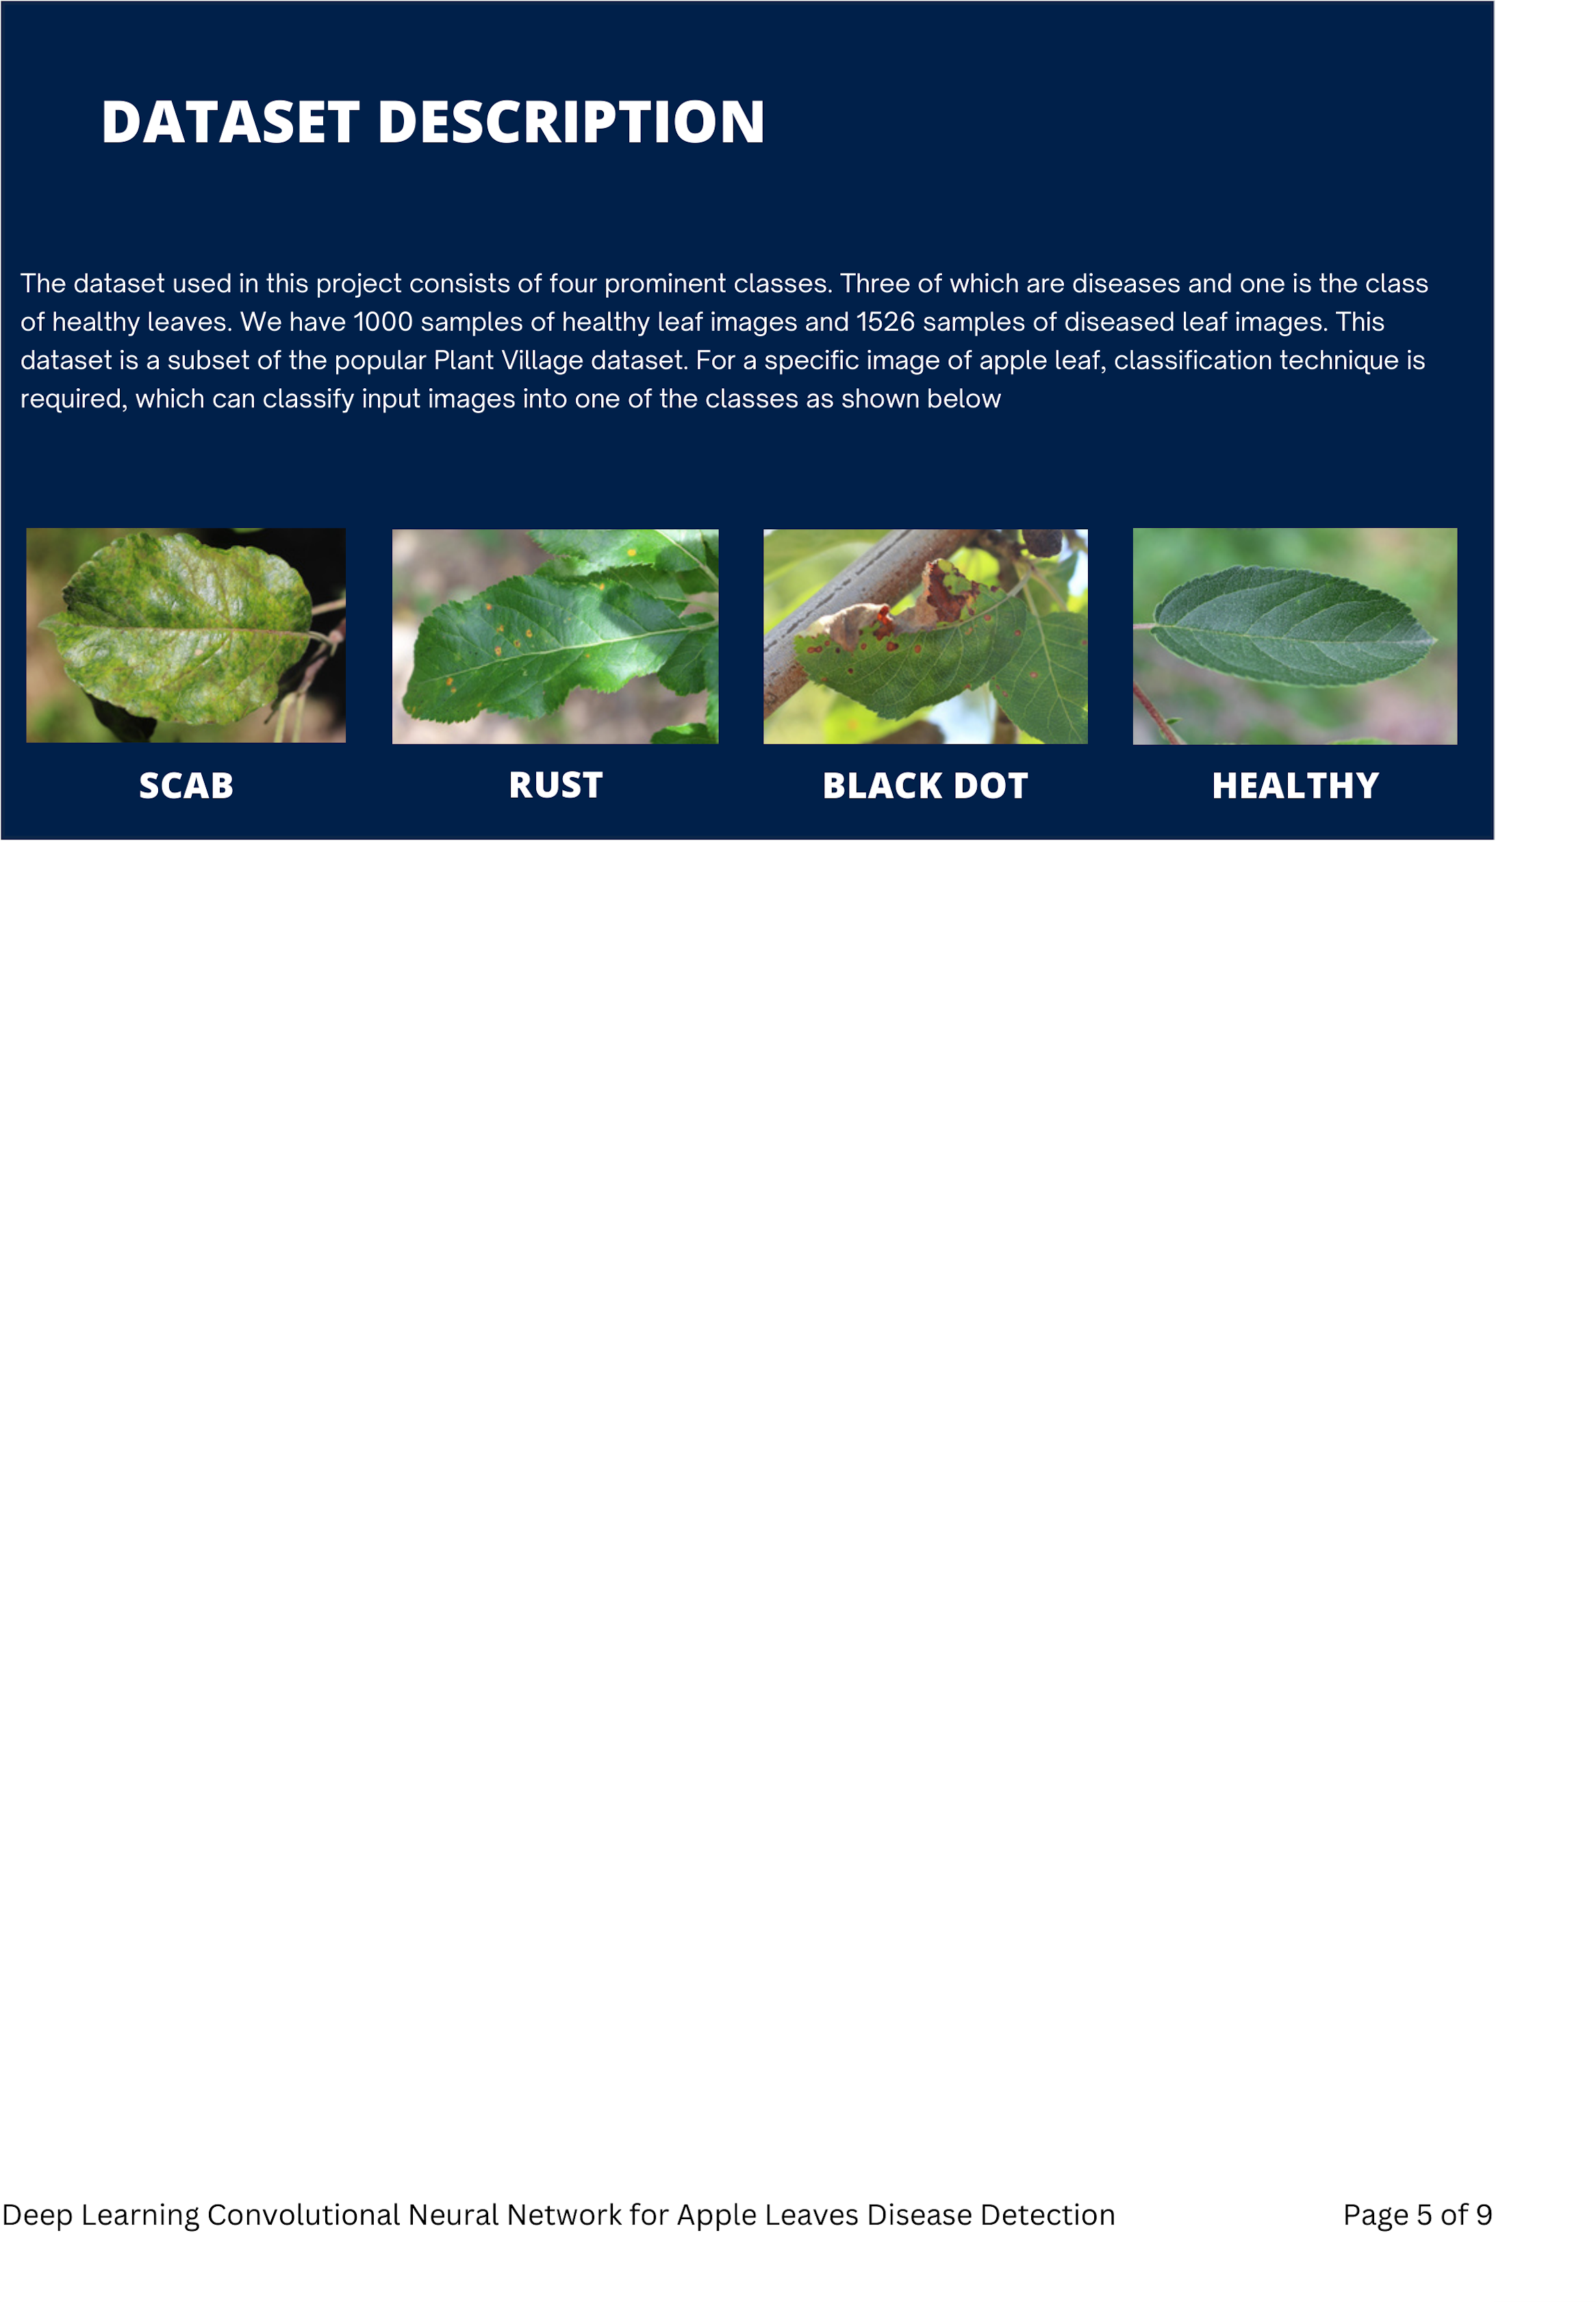 DATASET DESCRIPTION
The dataset used in this project consists of four prominent classes. Three of which are diseases and one is the class
of healthy leaves. We have 1000 samples of healthy leaf images and 1526 samples of diseased leaf images. This
dataset is a subset of the popular Plant Village dataset. For a specific image of apple leaf, classification technique is
required, which can classify input images into one of the classes as shown below
SCAB
RUST
BLACK DOT
HEALTHY
Deep Learning Convolutional Neural Network for Apple Leaves Disease Detection
Page 5 of 9